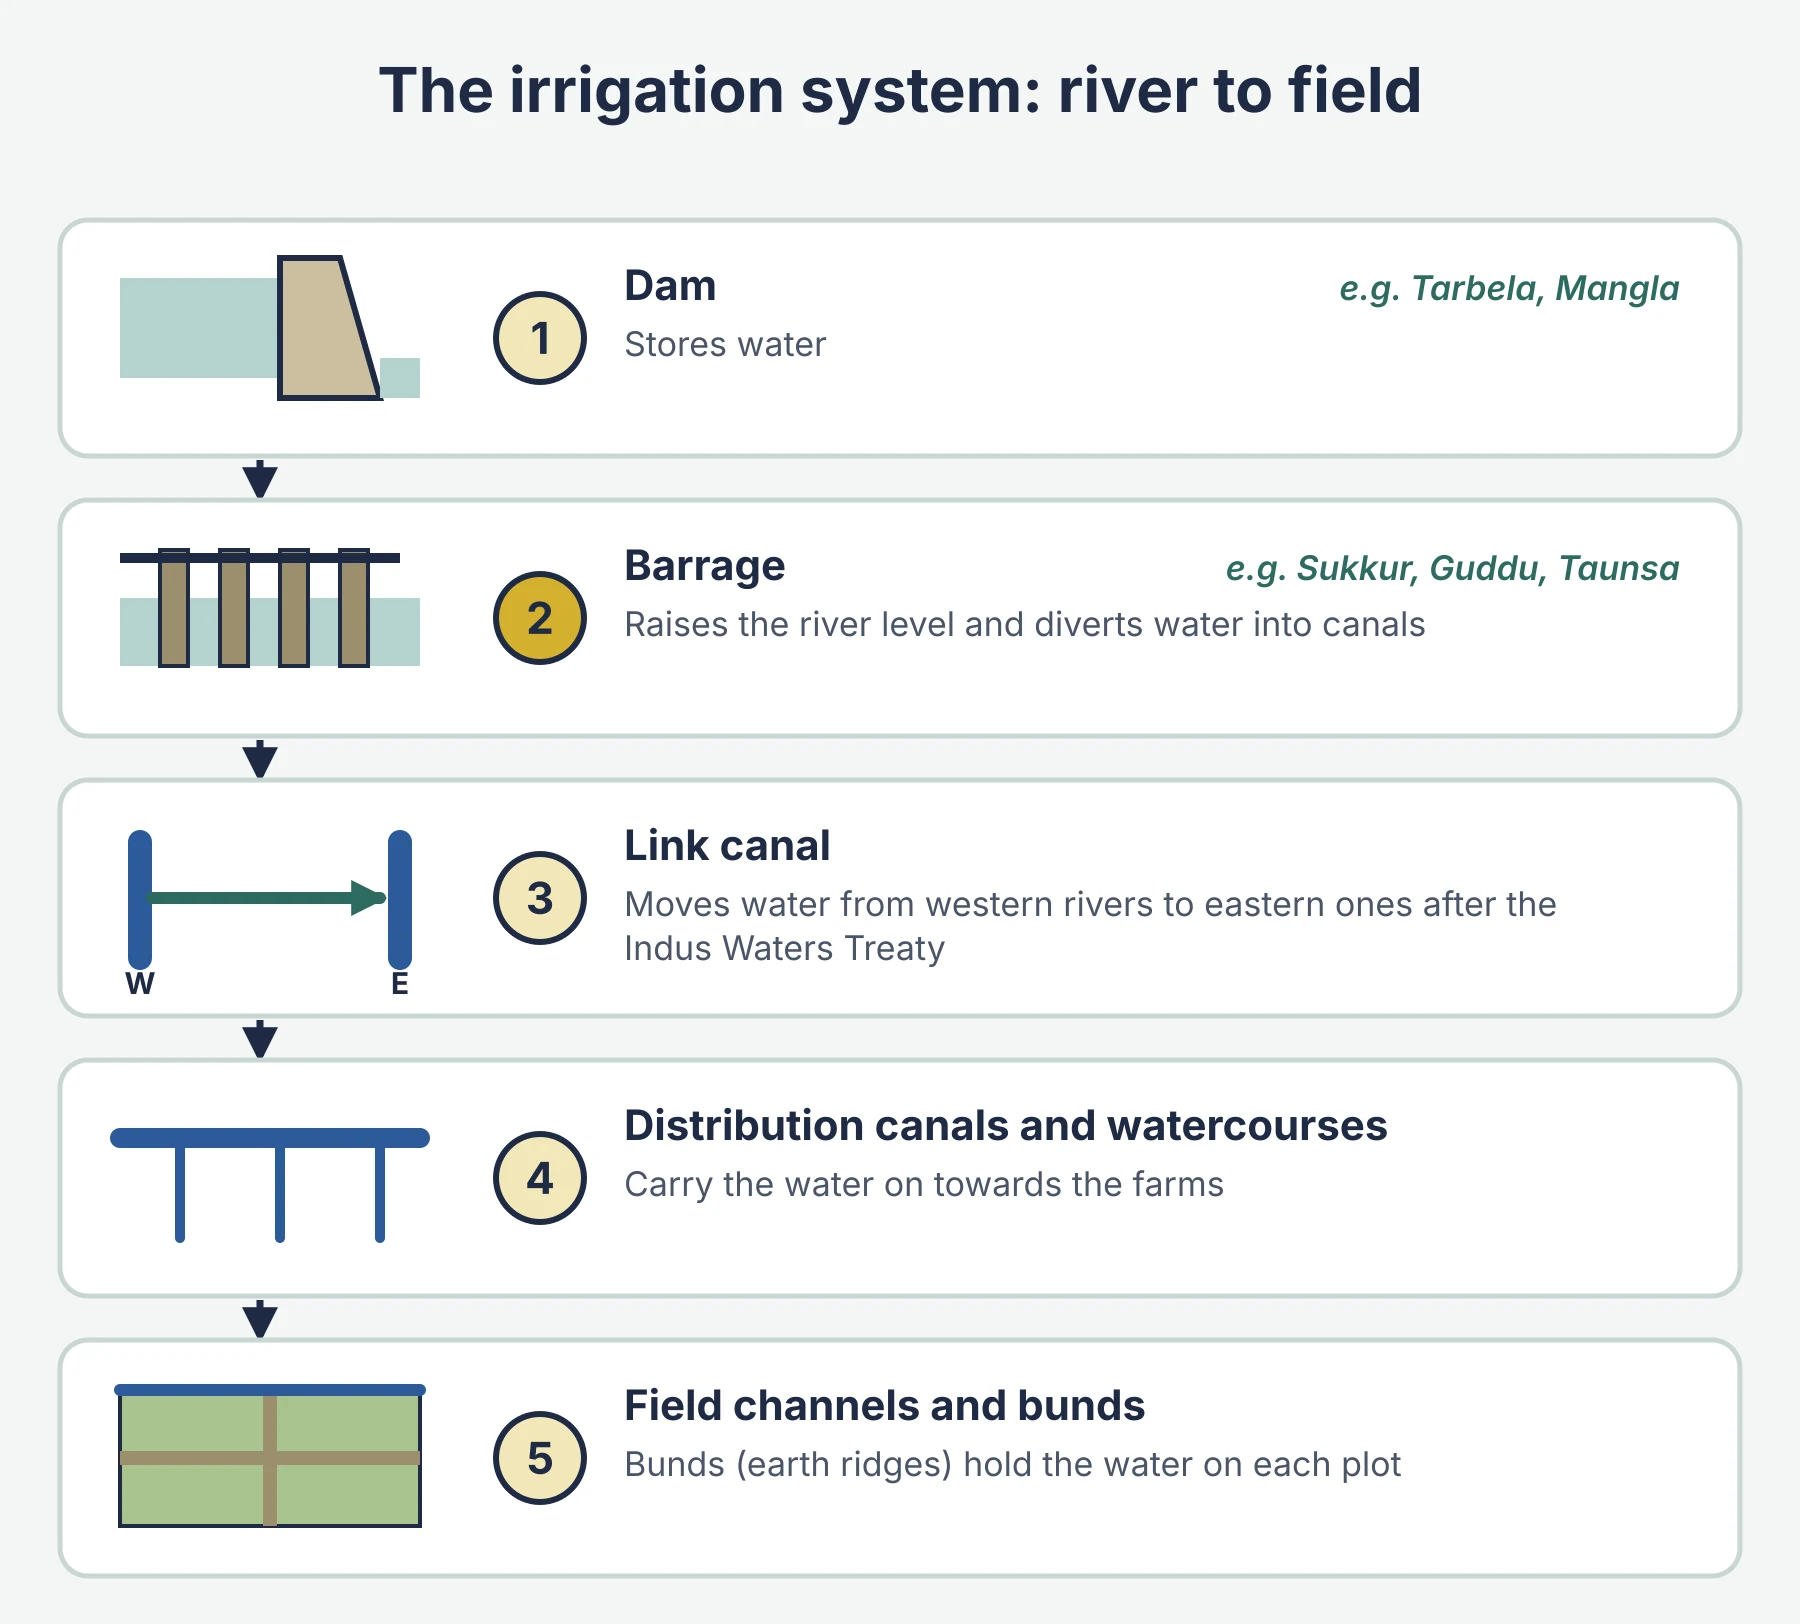 The irrigation system: river to field
1
Dam
e.g. Tarbela, Mangla
Stores water
2
Barrage
e.g. Sukkur, Guddu, Taunsa
Raises the river level and diverts water into canals
W
E
3
Link canal
Moves water from western rivers to eastern ones after the
Indus Waters Treaty
4
Distribution canals and watercourses
Carry the water on towards the farms
5
Field channels and bunds
Bunds (earth ridges) hold the water on each plot